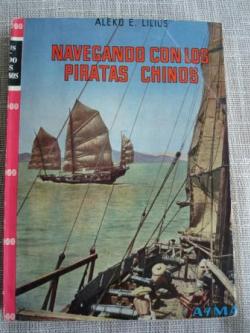 ALEKO E. LILIUS
NAVEGANDO CON LOS
PIRATAS CHINOS
AYMÁ